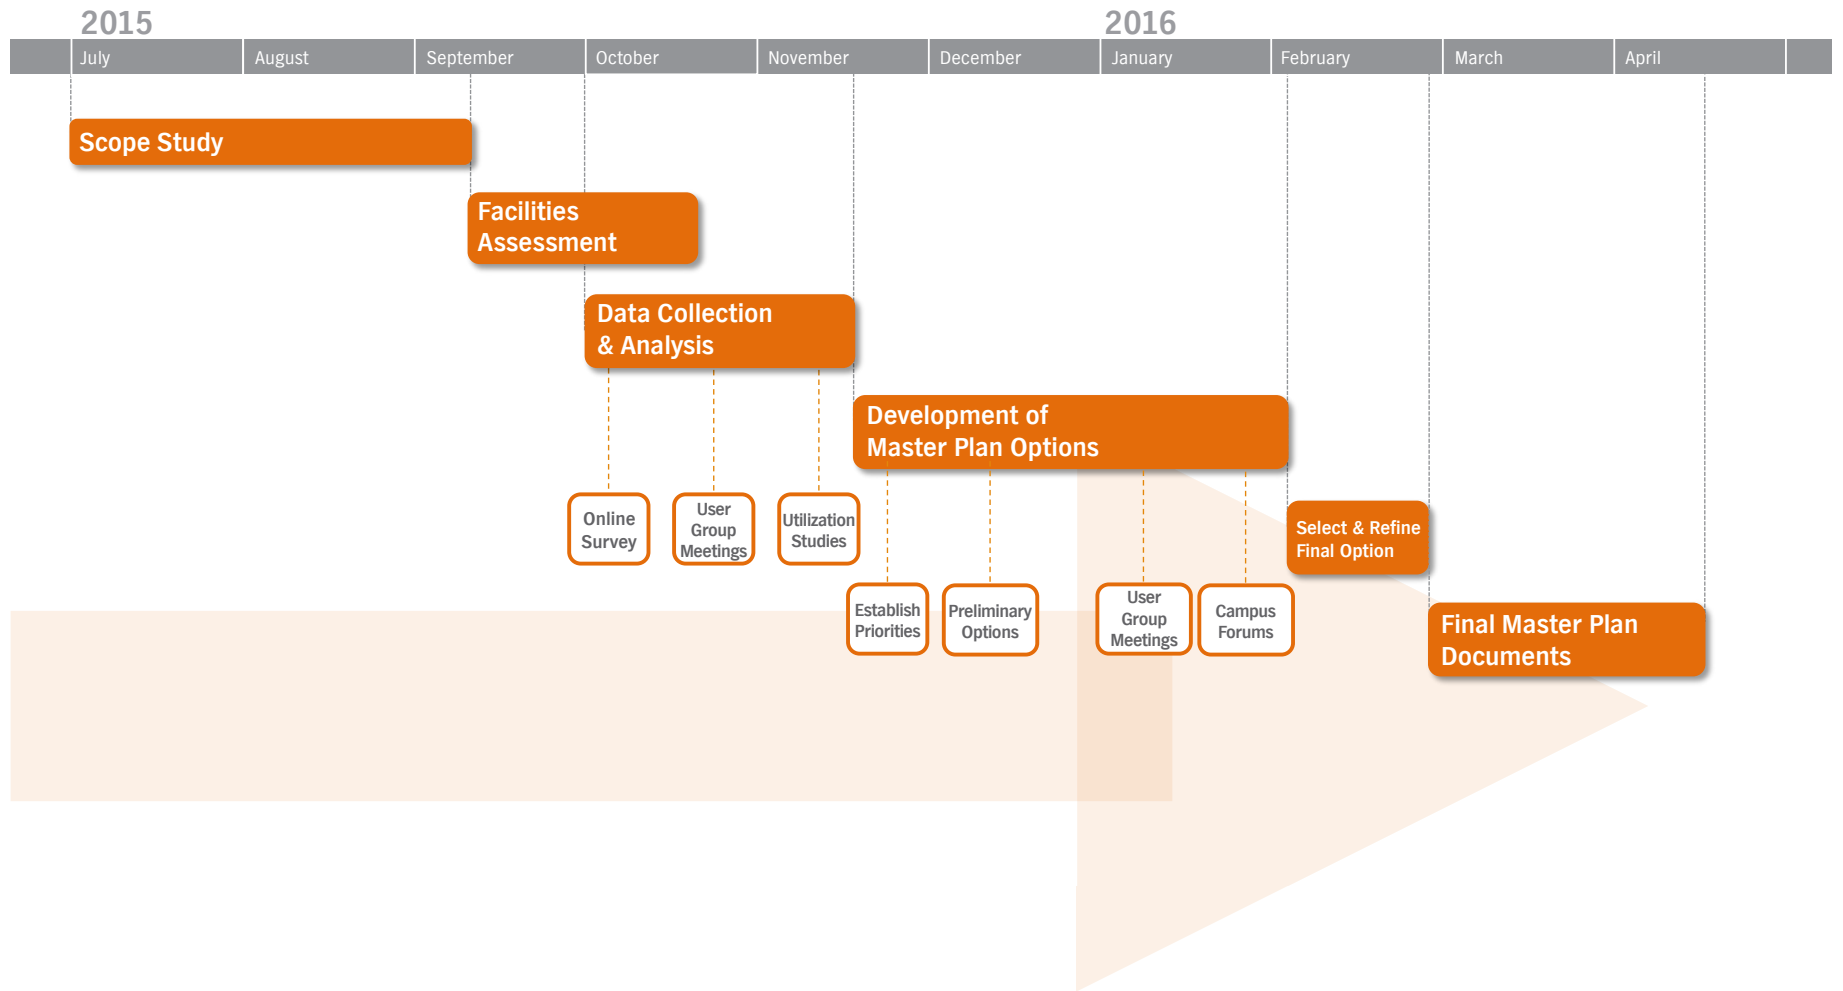 2015
2016
July
August
September
October
November
December
January
February
March
April
Scope Study
Facilities
Assessment
Data Collection
& Analysis
Development of
Master Plan Options
Online
Survey
User
Group
Meetings
Utilization
Studies
Select & Refine
Final Option
Establish
Priorities
Preliminary
Options
User
Group
Meetings
Campus
Forums
Final Master Plan
Documents